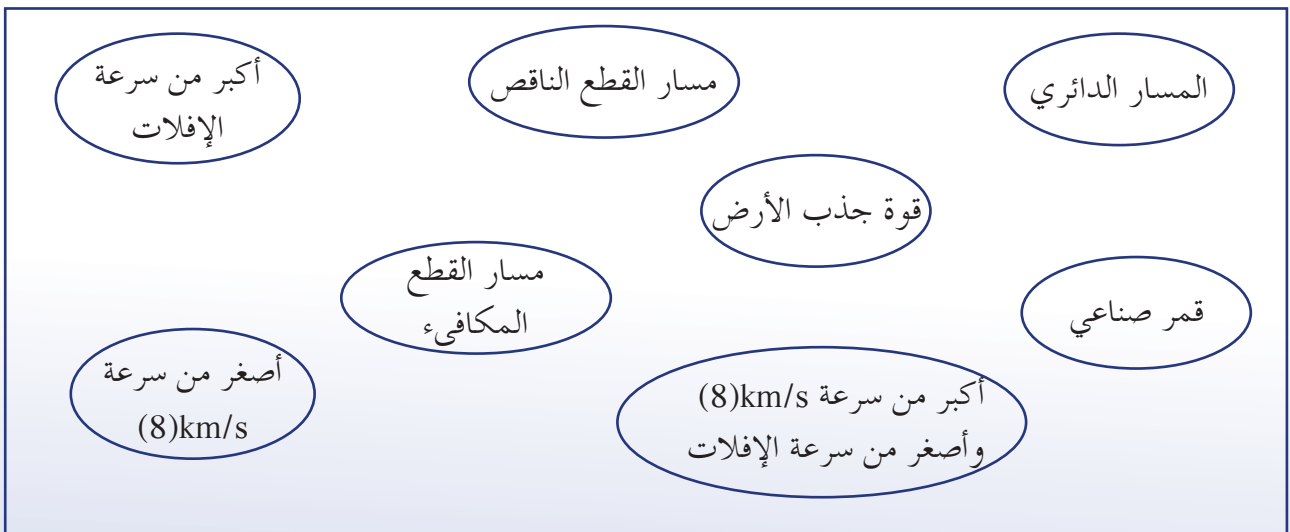 المسار الدائري
مسار القطع الناقص
أكبر من سرعة
الإفلات
قوة جذب الأرض
قمر صناعي
مسار القطع
المكافىء
أكبر من سرعة (8)km/s
وأصغر من سرعة الإفلات
أصغر من سرعة
(8)km/s